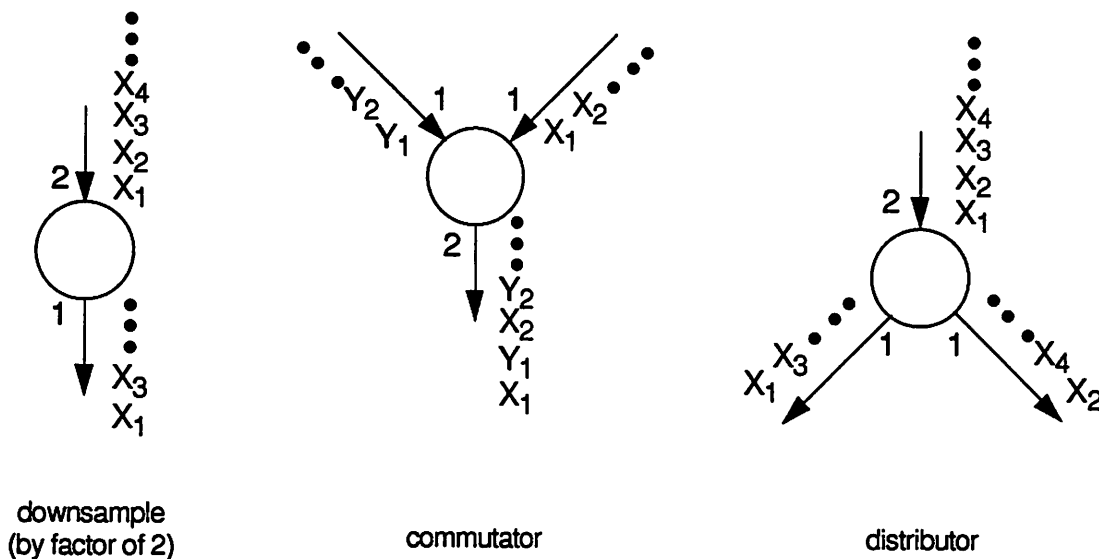 X4
X3
X2
X1
2
1
X3
X1
downsample
(by factor of 2)
Y2
Y1
1
1
X2
X1
2
Y2
X2
Y1
X1
commutator
X4
X3
X2
X1
2
1
1
X3
X1
X4
X2
distributor